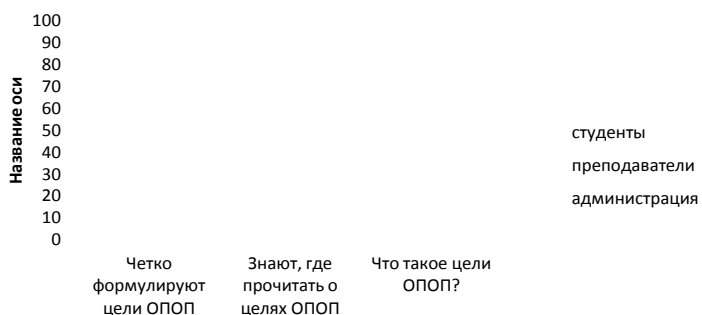 100
90
80
70
60
50
40
30
20
10
0
Название оси
Четко
формулируют
цели ОПОП
Знают, где
прочитать о
целях ОПОП
Что такое цели
ОПОП?
студенты
преподаватели
администрация